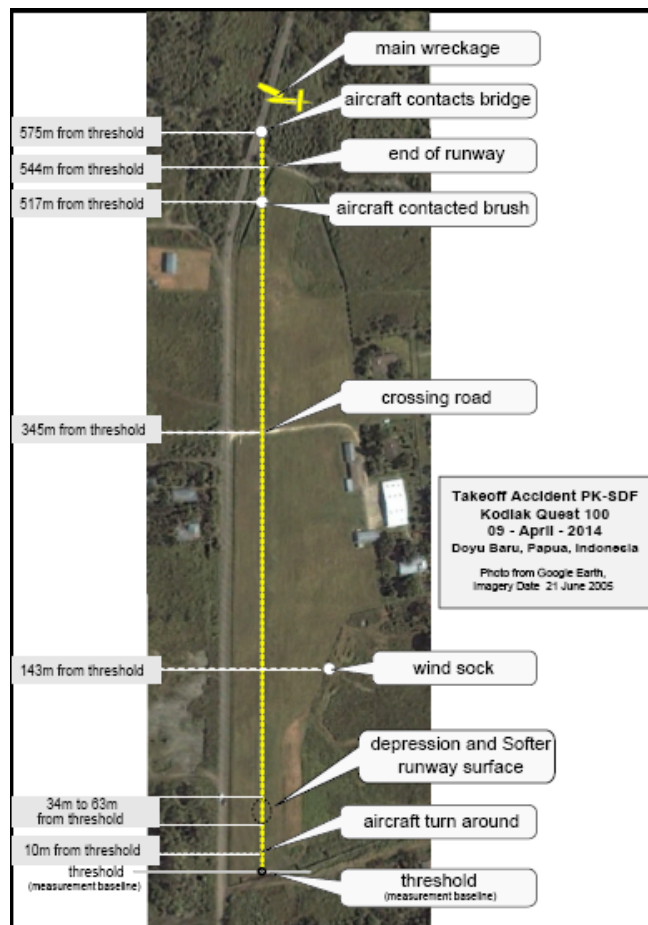 main wreckage
aircraft contacts bridge
575m from threshold
end of runway
544m from threshold
517m from threshold
aircraft contacted brush
crossing road
345m from threshold
Takeoff Accident PK-SDF
Kodiak Quest 100
09 - April - 2014
Doyu Baru, Papua, Indonesia
Photo from Google Earth,
Imagery Date 21 June 2005
143m from threshold
wind sock
depression and Softer
runway surface
34m to 63m
from threshold
aircraft turn around
10m from threshold
threshold
(measurement baseline)
threshold
(measurement baseline)